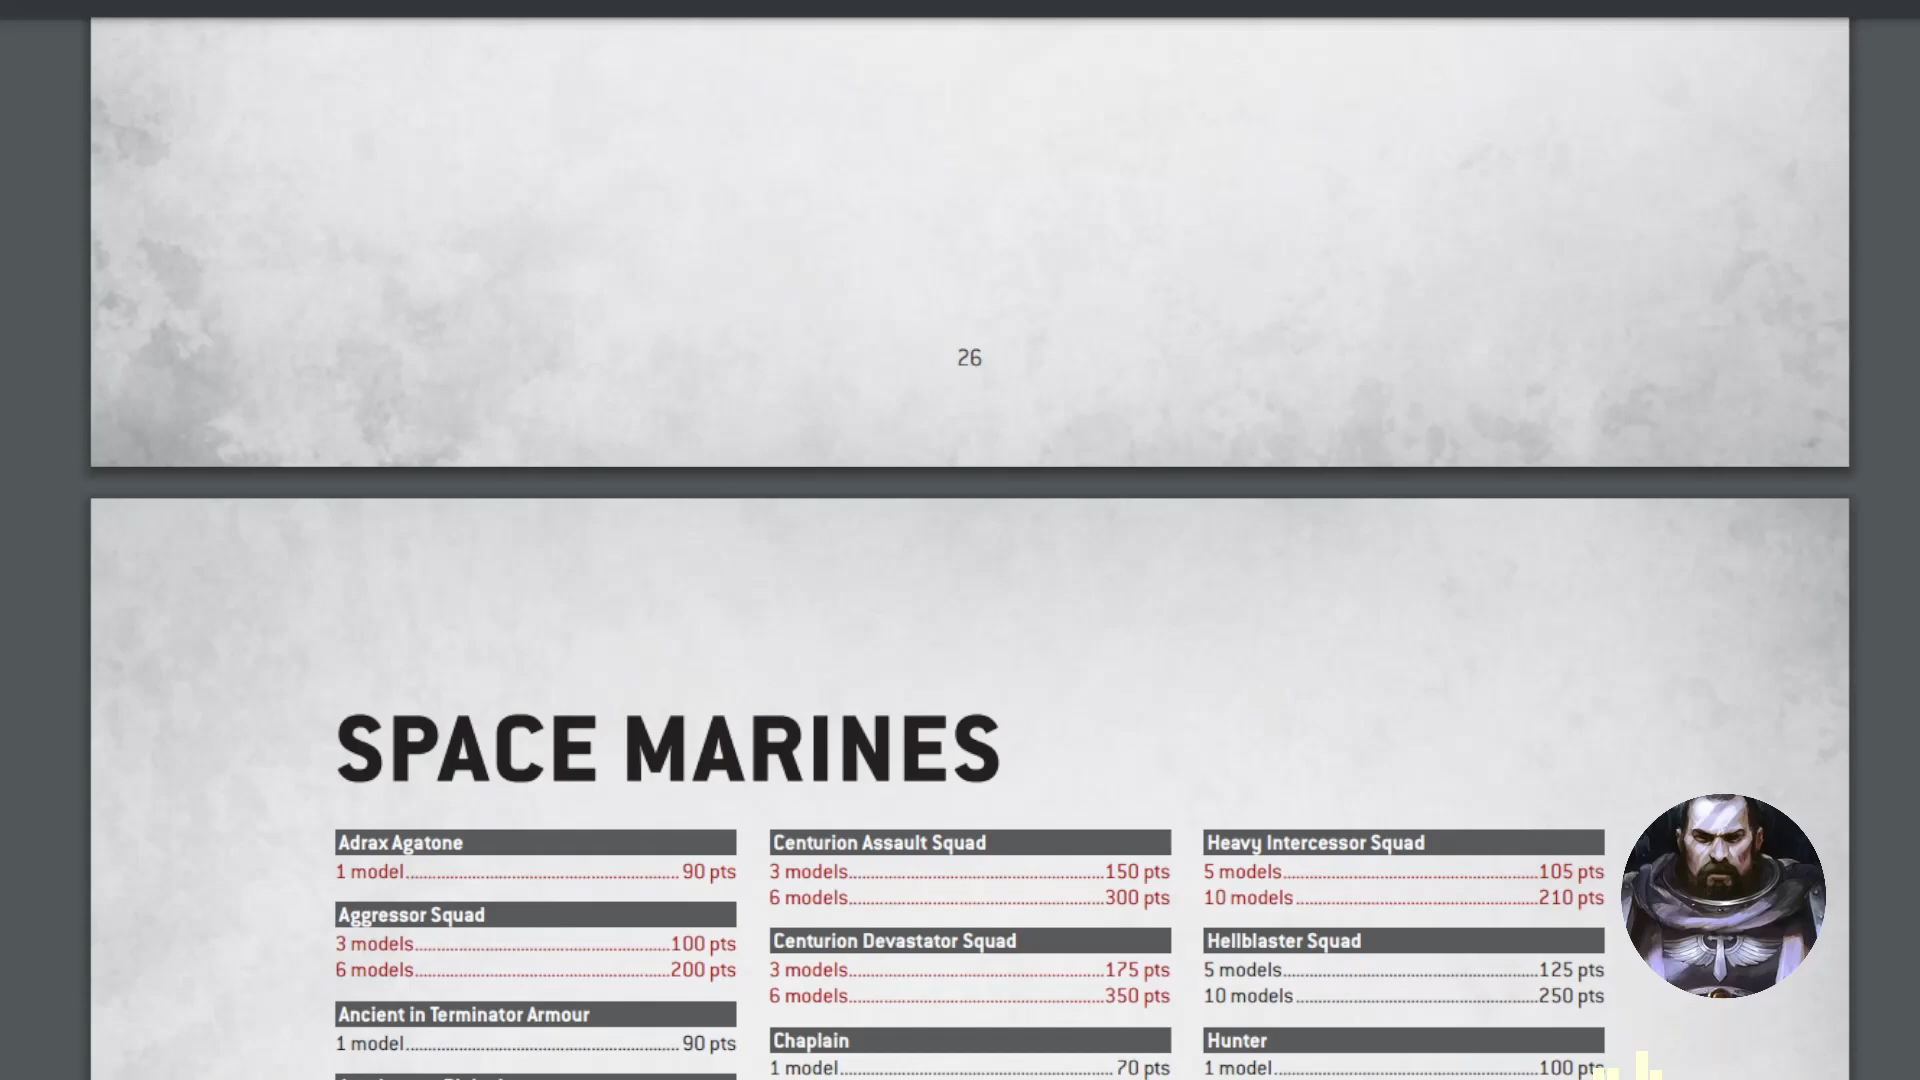 26
SPACE MARINES
Adrax Agatone
1 model 90 pts
Aggressor Squad
3 models 100 pts
6 models 200 pts
Ancient in Terminator Armour
1 model 90 pts
Centurion Assault Squad
3 models 150 pts
6 models 300 pts
Centurion Devastator Squad
3 models 175 pts
6 models 350 pts
Chaplain
1 model 70 pts
Heavy Intercessor Squad
5 models 105 pts
10 models 210 pts
Hellblaster Squad
5 models 125 pts
10 models 250 pts
Hunter
1 model 100 pts